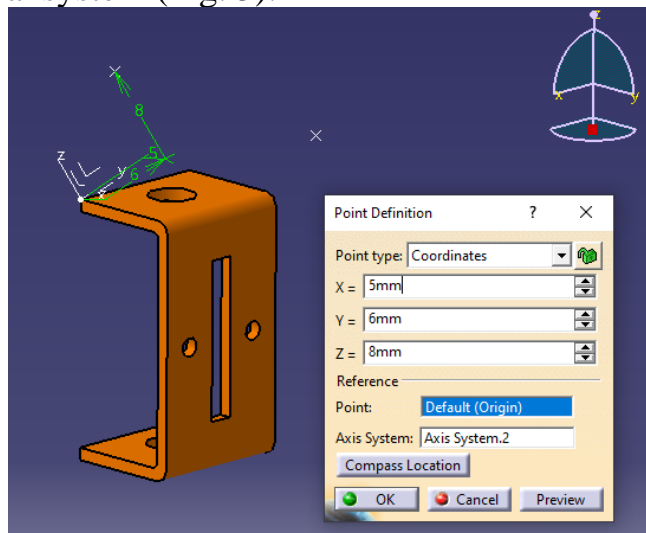 z
x y
8
5
z y 6
x
Point Definition ? ×
Point type: Coordinates
X = 5mm
Y = 6mm
Z = 8mm
Reference
Point: Default (Origin)
Axis System: Axis System.2
Compass Location
OK Cancel Preview